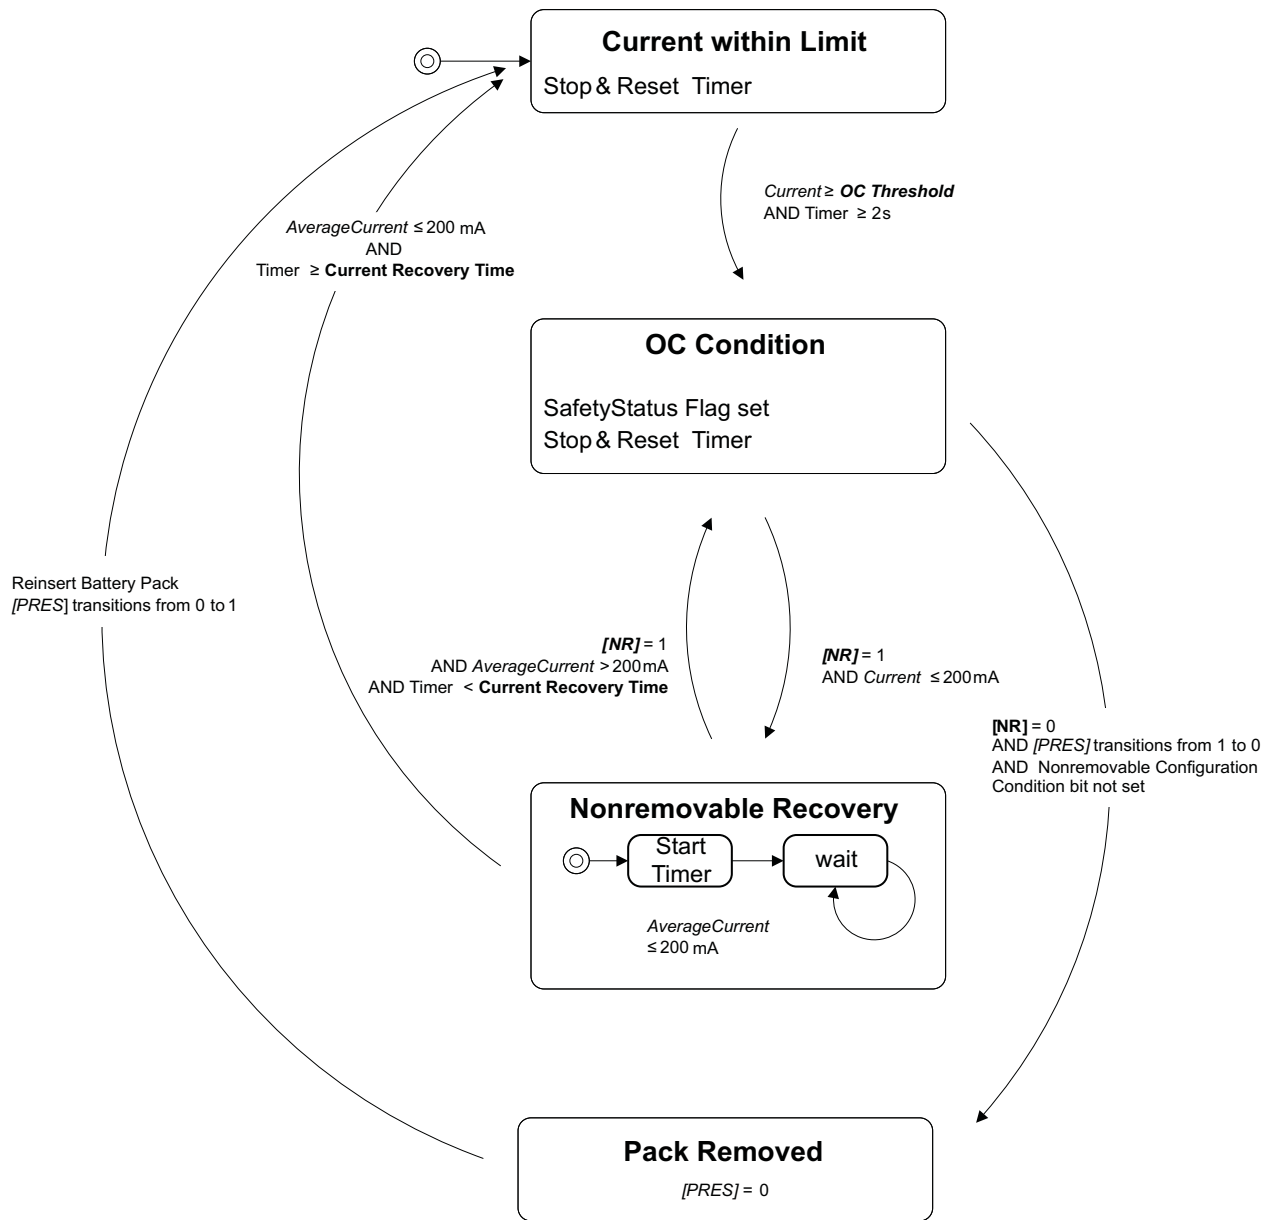 Current within Limit
Stop & Reset Timer
Current ≥ OC Threshold
AND Timer ≥ 2s
AverageCurrent ≤ 200 mA
AND
Timer ≥ Current Recovery Time
OC Condition
SafetyStatus Flag set
Stop & Reset Timer
Reinsert Battery Pack
[PRES] transitions from 0 to 1
[NR] = 1
AND AverageCurrent > 200 mA
AND Timer < Current Recovery Time
[NR] = 1
AND Current ≤ 200 mA
[NR] = 0
AND [PRES] transitions from 1 to 0
AND Nonremovable Configuration
Condition bit not set
Nonremovable Recovery
Start
Timer
wait
AverageCurrent
≤ 200 mA
Pack Removed
[PRES] = 0